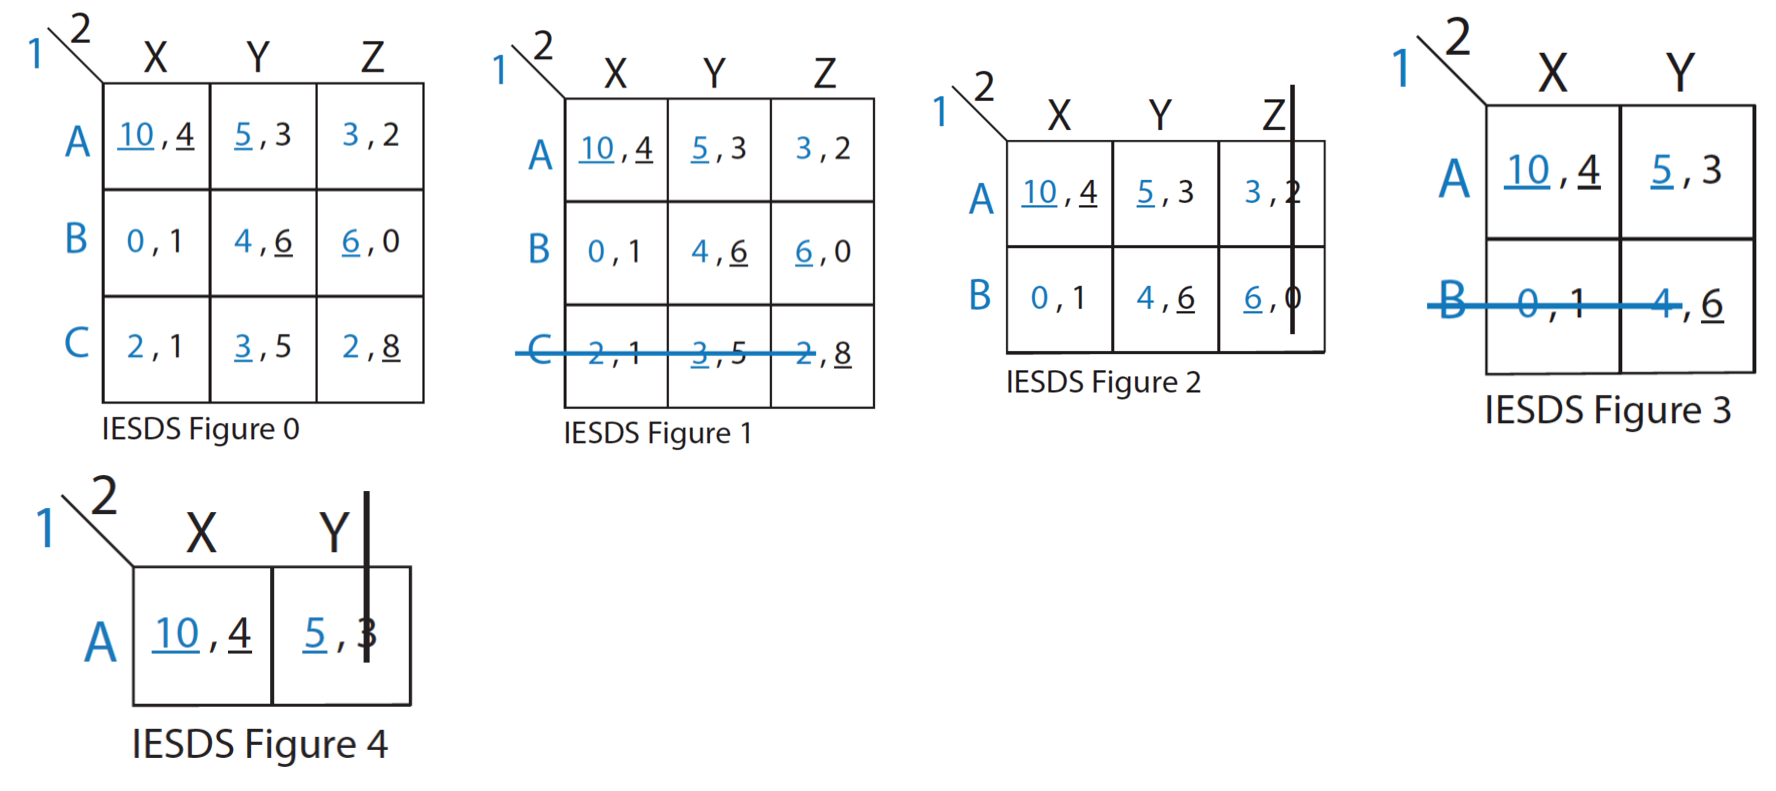 1 2
X Y Z
A 10 , 4 5 , 3 3 , 2
B 0 , 1 4 , 6 6 , 0
C 2 , 1 3 , 5 2 , 8
IESDS Figure 0
1 2
X Y Z
A 10 , 4 5 , 3 3 , 2
B 0 , 1 4 , 6 6 , 0
C 2 , 1 3 , 5 2 , 8
IESDS Figure 1
1 2
X Y Z
A 10 , 4 5 , 3 3 , 2
B 0 , 1 4 , 6 6 , 0
IESDS Figure 2
1 2
X Y
A 10 , 4 5 , 3
B 0 , 1 4 , 6
IESDS Figure 3
1 2
X Y
A 10 , 4 5 , 3
IESDS Figure 4